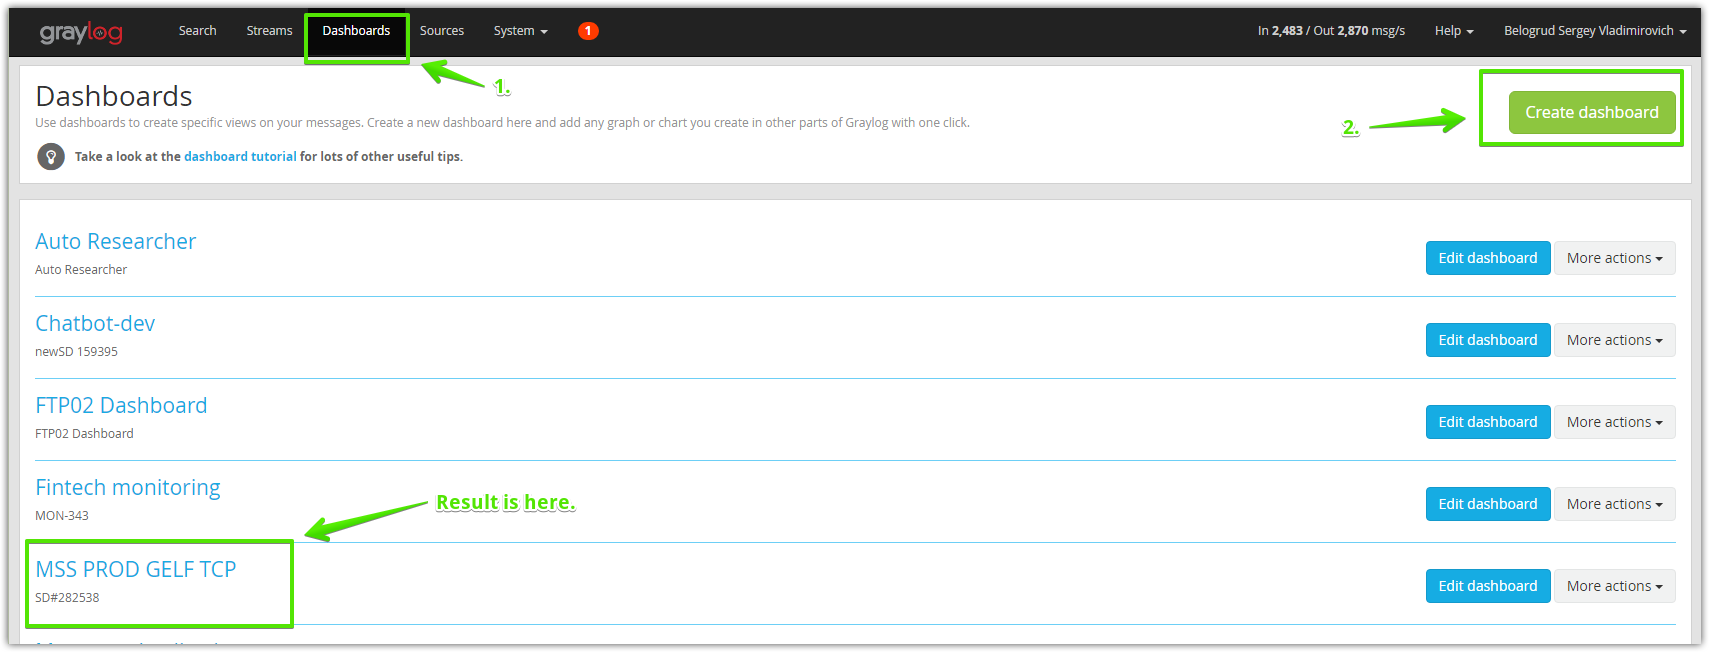 graylog Search Streams Dashboards Sources System 1 In 2,483 / Out 2,870 msg/s Help Belogrud Sergey Vladimirovich
1.
Dashboards
Use dashboards to create specific views on your messages. Create a new dashboard here and add any graph or chart you create in other parts of Graylog with one click.
Take a look at the dashboard tutorial for lots of other useful tips.
2.
Create dashboard
Auto Researcher
Auto Researcher
Edit dashboard More actions
Chatbot-dev
newSD 159395
Edit dashboard More actions
FTP02 Dashboard
FTP02 Dashboard
Edit dashboard More actions
Fintech monitoring
MON-343
Edit dashboard More actions
Result is here.
MSS PROD GELF TCP
SD#282538
Edit dashboard More actions